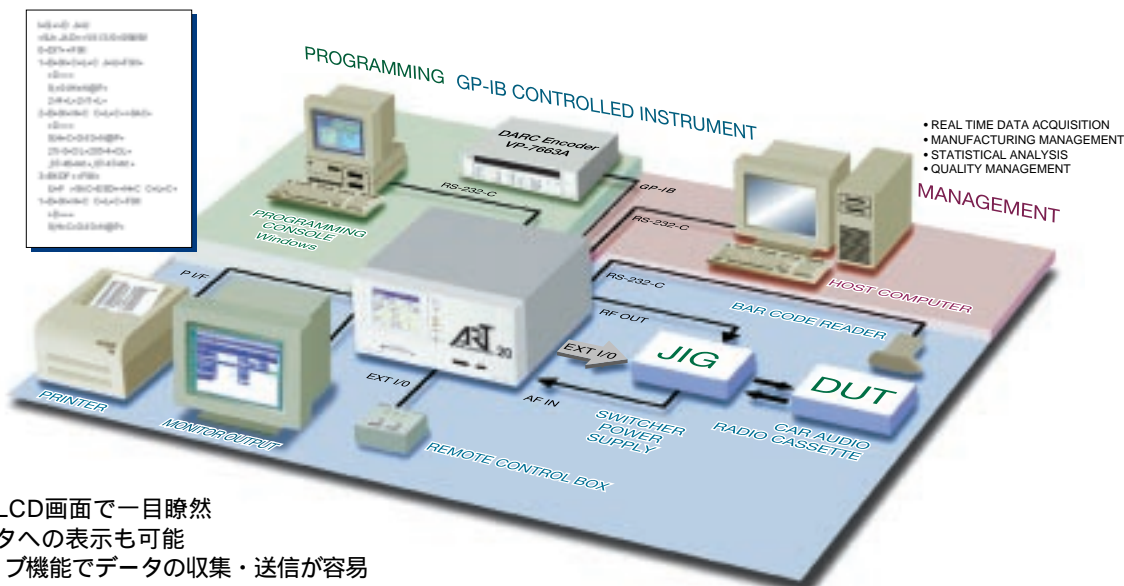 PROGRAMMING
GP-IB CONTROLLED INSTRUMENT
• REAL TIME DATA ACQUISITION
• MANUFACTURING MANAGEMENT
• STATISTICAL ANALYSIS
• QUALITY MANAGEMENT
MANAGEMENT
DARC Encoder
VP-7663A
RS-232-C
GP-IB
RS-232-C
PROGRAMMING
CONSOLE
Windows
P I/F
RS-232-C
HOST COMPUTER
BAR CODE READER
RF OUT
ART 20
EXT I/O
JIG
DUT
EXT I/O
AF IN
PRINTER
MONITOR OUTPUT
SWITCHER
POWER
SUPPLY
CAR AUDIO
RADIO CASSETTE
REMOTE CONTROL BOX
LCD画面で一目瞭然
タへの表示も可能
ブ機能でデータの収集・送信が容易